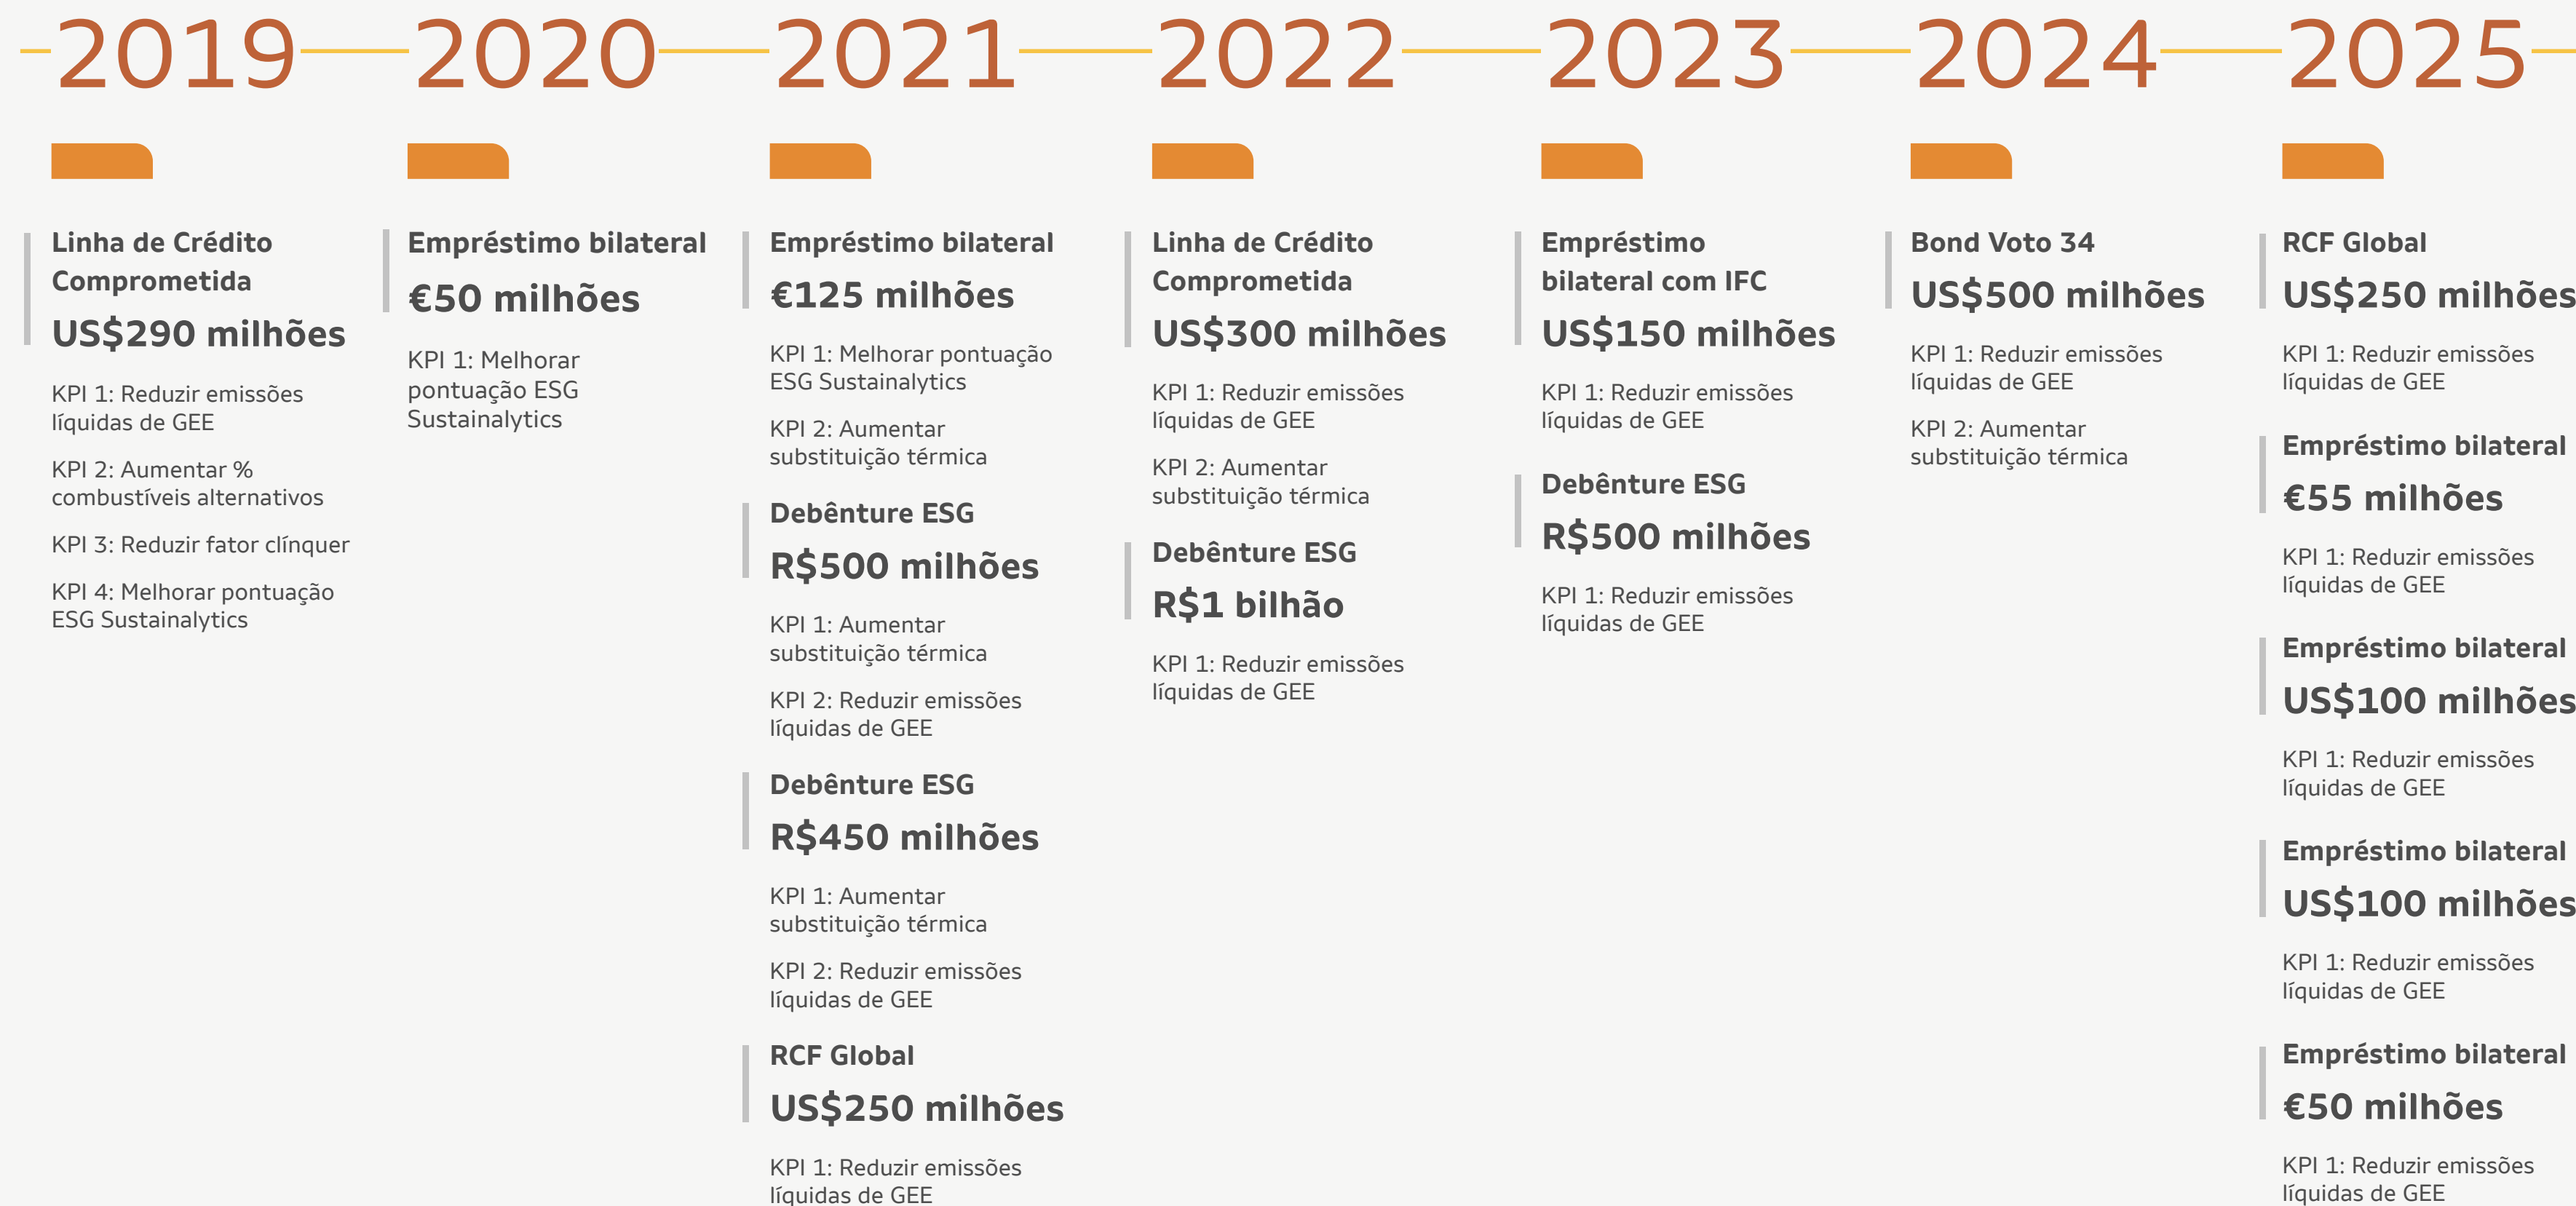 2019
2020
2021
2022
2023
2024
2025
Linha de Crédito
Comprometida
US$290 milhões
KPI 1: Reduzir emissões
líquidas de GEE
KPI 2: Aumentar %
combustíveis alternativos
KPI 3: Reduzir fator clínquer
KPI 4: Melhorar pontuação
ESG Sustainalytics
Empréstimo bilateral
€50 milhões
KPI 1: Melhorar
pontuação ESG
Sustainalytics
Empréstimo bilateral
€125 milhões
KPI 1: Melhorar pontuação
ESG Sustainalytics
KPI 2: Aumentar
substituição térmica
Debênture ESG
R$500 milhões
KPI 1: Aumentar
substituição térmica
KPI 2: Reduzir emissões
líquidas de GEE
Debênture ESG
R$450 milhões
KPI 1: Aumentar
substituição térmica
KPI 2: Reduzir emissões
líquidas de GEE
RCF Global
US$250 milhões
KPI 1: Reduzir emissões
líquidas de GEE
Linha de Crédito
Comprometida
US$300 milhões
KPI 1: Reduzir emissões
líquidas de GEE
KPI 2: Aumentar
substituição térmica
Debênture ESG
R$1 bilhão
KPI 1: Reduzir emissões
líquidas de GEE
Empréstimo
bilateral com IFC
US$150 milhões
KPI 1: Reduzir emissões
líquidas de GEE
Debênture ESG
R$500 milhões
KPI 1: Reduzir emissões
líquidas de GEE
Bond Voto 34
US$500 milhões
KPI 1: Reduzir emissões
líquidas de GEE
KPI 2: Aumentar
substituição térmica
RCF Global
US$250 milhões
KPI 1: Reduzir emissões
líquidas de GEE
Empréstimo bilateral
€55 milhões
KPI 1: Reduzir emissões
líquidas de GEE
Empréstimo bilateral
US$100 milhões
KPI 1: Reduzir emissões
líquidas de GEE
Empréstimo bilateral
US$100 milhões
KPI 1: Reduzir emissões
líquidas de GEE
Empréstimo bilateral
€50 milhões
KPI 1: Reduzir emissões
líquidas de GEE